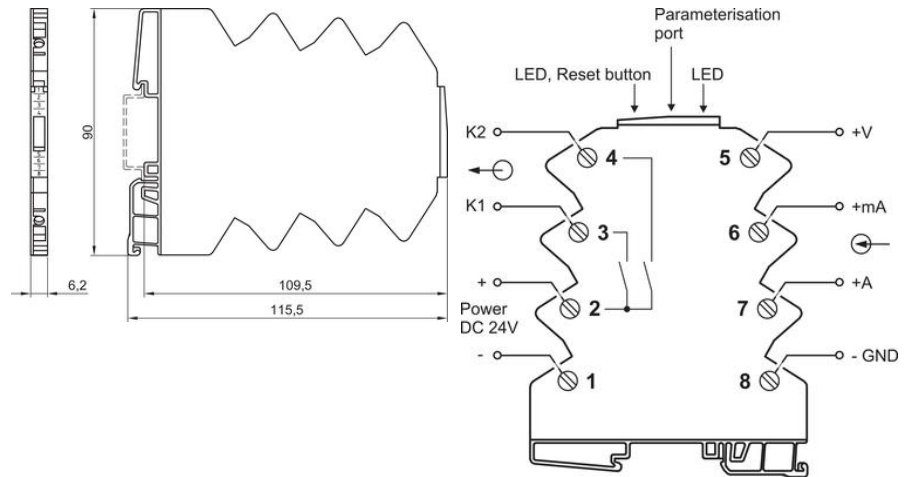 90
6,2
109,5
115,5
Parameterisation
port
LED, Reset button
LED
K2
4
5
+V
K1
3
6
+mA
+
2
7
+A
Power
DC 24V
-
1
8
- GND